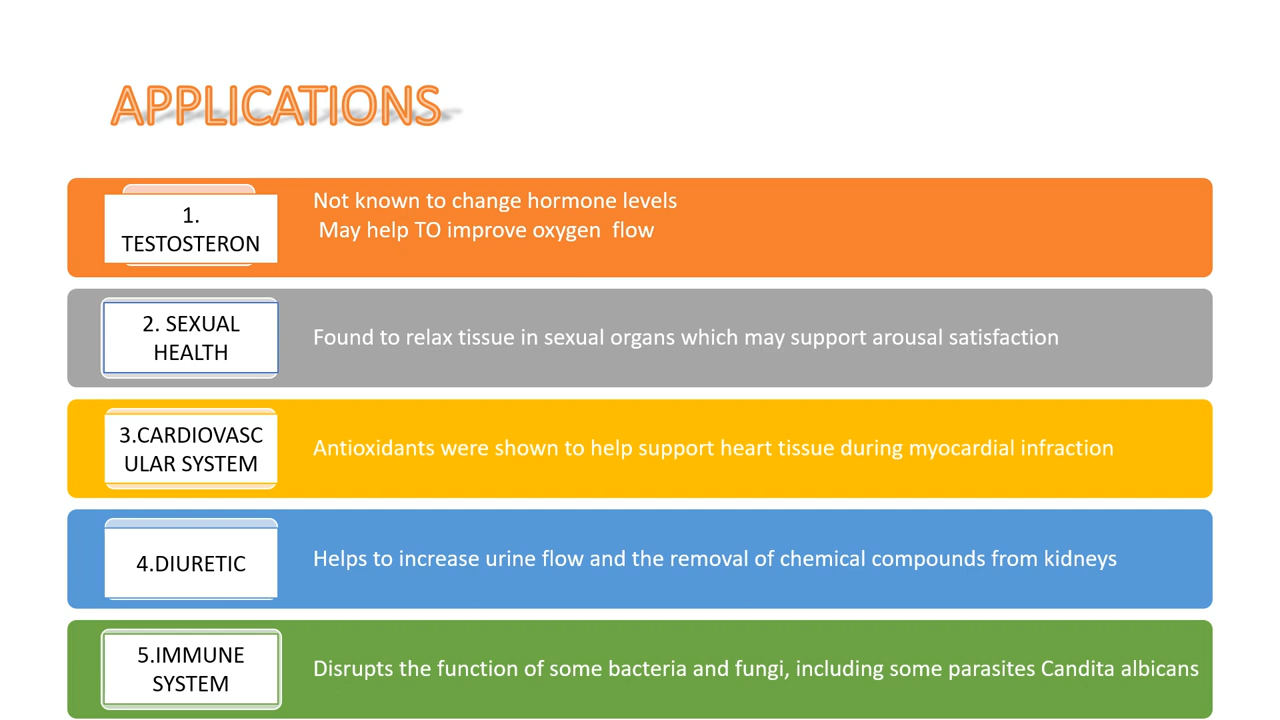 APPLICATIONS
1.
TESTOSTERON
Not known to change hormone levels
May help TO improve oxygen flow
2. SEXUAL
HEALTH
Found to relax tissue in sexual organs which may support arousal satisfaction
3.CARDIOVASC
ULAR SYSTEM
Antioxidants were shown to help support heart tissue during myocardial infraction
4.DIURETIC
Helps to increase urine flow and the removal of chemical compounds from kidneys
5.IMMUNE
SYSTEM
Disrupts the function of some bacteria and fungi, including some parasites Candita albicans